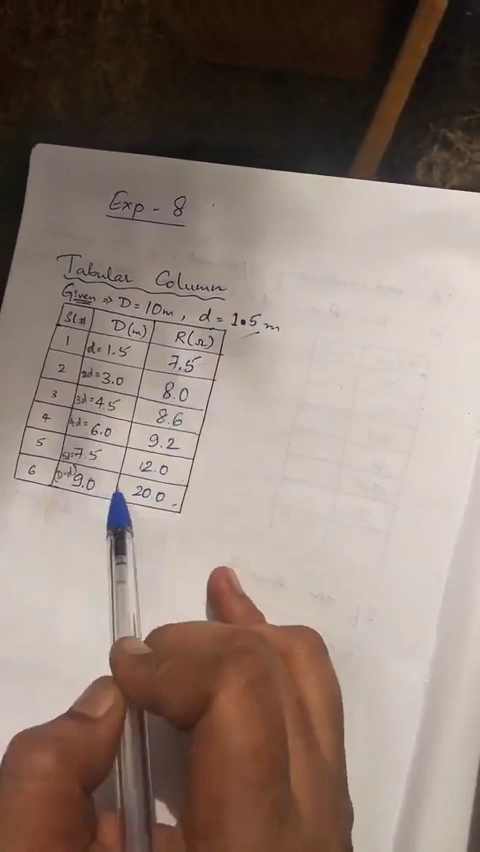 Exp - 8
Tabular Column
Given ⇒ D = 10m, d = 1.5 m
Sl.# D(m) R(Ω)
1 d = 1.5 7.5
2 2d = 3.0 8.0
3 3d = 4.5 8.6
4 4d = 6.0 9.2
5 5d = 7.5 12.0
6 9.0 20.0